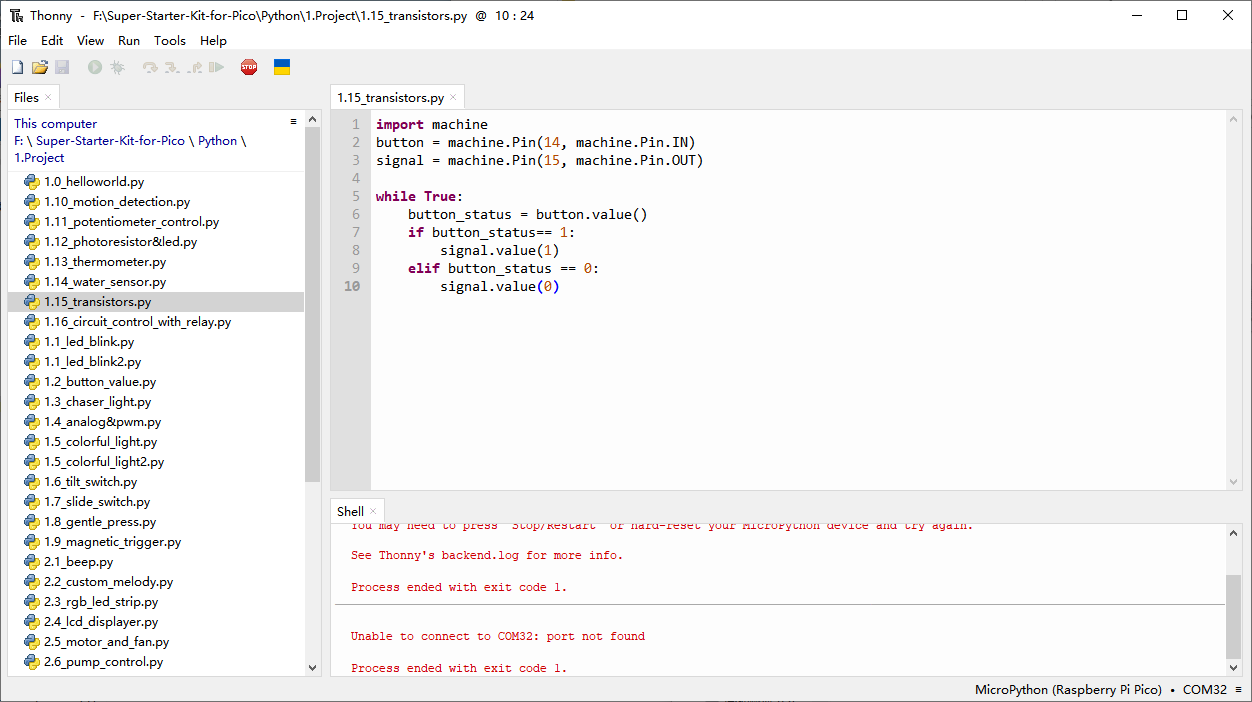 Thonny - F:\Super-Starter-Kit-for-Pico\Python\1.Project\1.15_transistors.py @ 10 : 24
File Edit View Run Tools Help
STOP
Files
This computer
F: \ Super-Starter-Kit-for-Pico \ Python \
1.Project
1.0_helloworld.py
1.10_motion_detection.py
1.11_potentiometer_control.py
1.12_photoresistor&led.py
1.13_thermometer.py
1.14_water_sensor.py
1.15_transistors.py
1.16_circuit_control_with_relay.py
1.1_led_blink.py
1.1_led_blink2.py
1.2_button_value.py
1.3_chaser_light.py
1.4_analog&pwm.py
1.5_colorful_light.py
1.5_colorful_light2.py
1.6_tilt_switch.py
1.7_slide_switch.py
1.8_gentle_press.py
1.9_magnetic_trigger.py
2.1_beep.py
2.2_custom_melody.py
2.3_rgb_led_strip.py
2.4_lcd_displayer.py
2.5_motor_and_fan.py
2.6_pump_control.py
1.15_transistors.py
1 import machine
2 button = machine.Pin(14, machine.Pin.IN)
3 signal = machine.Pin(15, machine.Pin.OUT)
4
5 while True:
6     button_status = button.value()
7     if button_status== 1:
8         signal.value(1)
9     elif button_status == 0:
10         signal.value(0)
Shell
You may need to press "Stop/Restart" or hard-reset your MicroPython device and try again.
See Thonny's backend.log for more info.
Process ended with exit code 1.
Unable to connect to COM32: port not found
Process ended with exit code 1.
MicroPython (Raspberry Pi Pico) • COM32